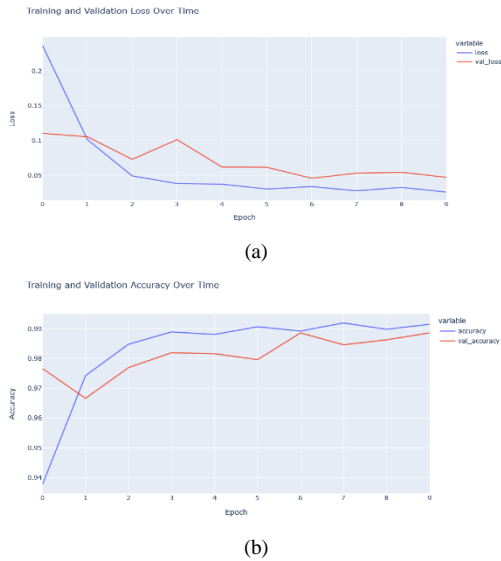 Training and Validation Loss Over Time
variable
loss
val_loss
0.2
0.15
0.1
0.05
Loss
0 1 2 3 4 5 6 7 8 9
Epoch
(a)
Training and Validation Accuracy Over Time
variable
accuracy
val_accuracy
0.99
0.98
0.97
0.96
0.95
0.94
Accuracy
0 1 2 3 4 5 6 7 8 9
Epoch
(b)